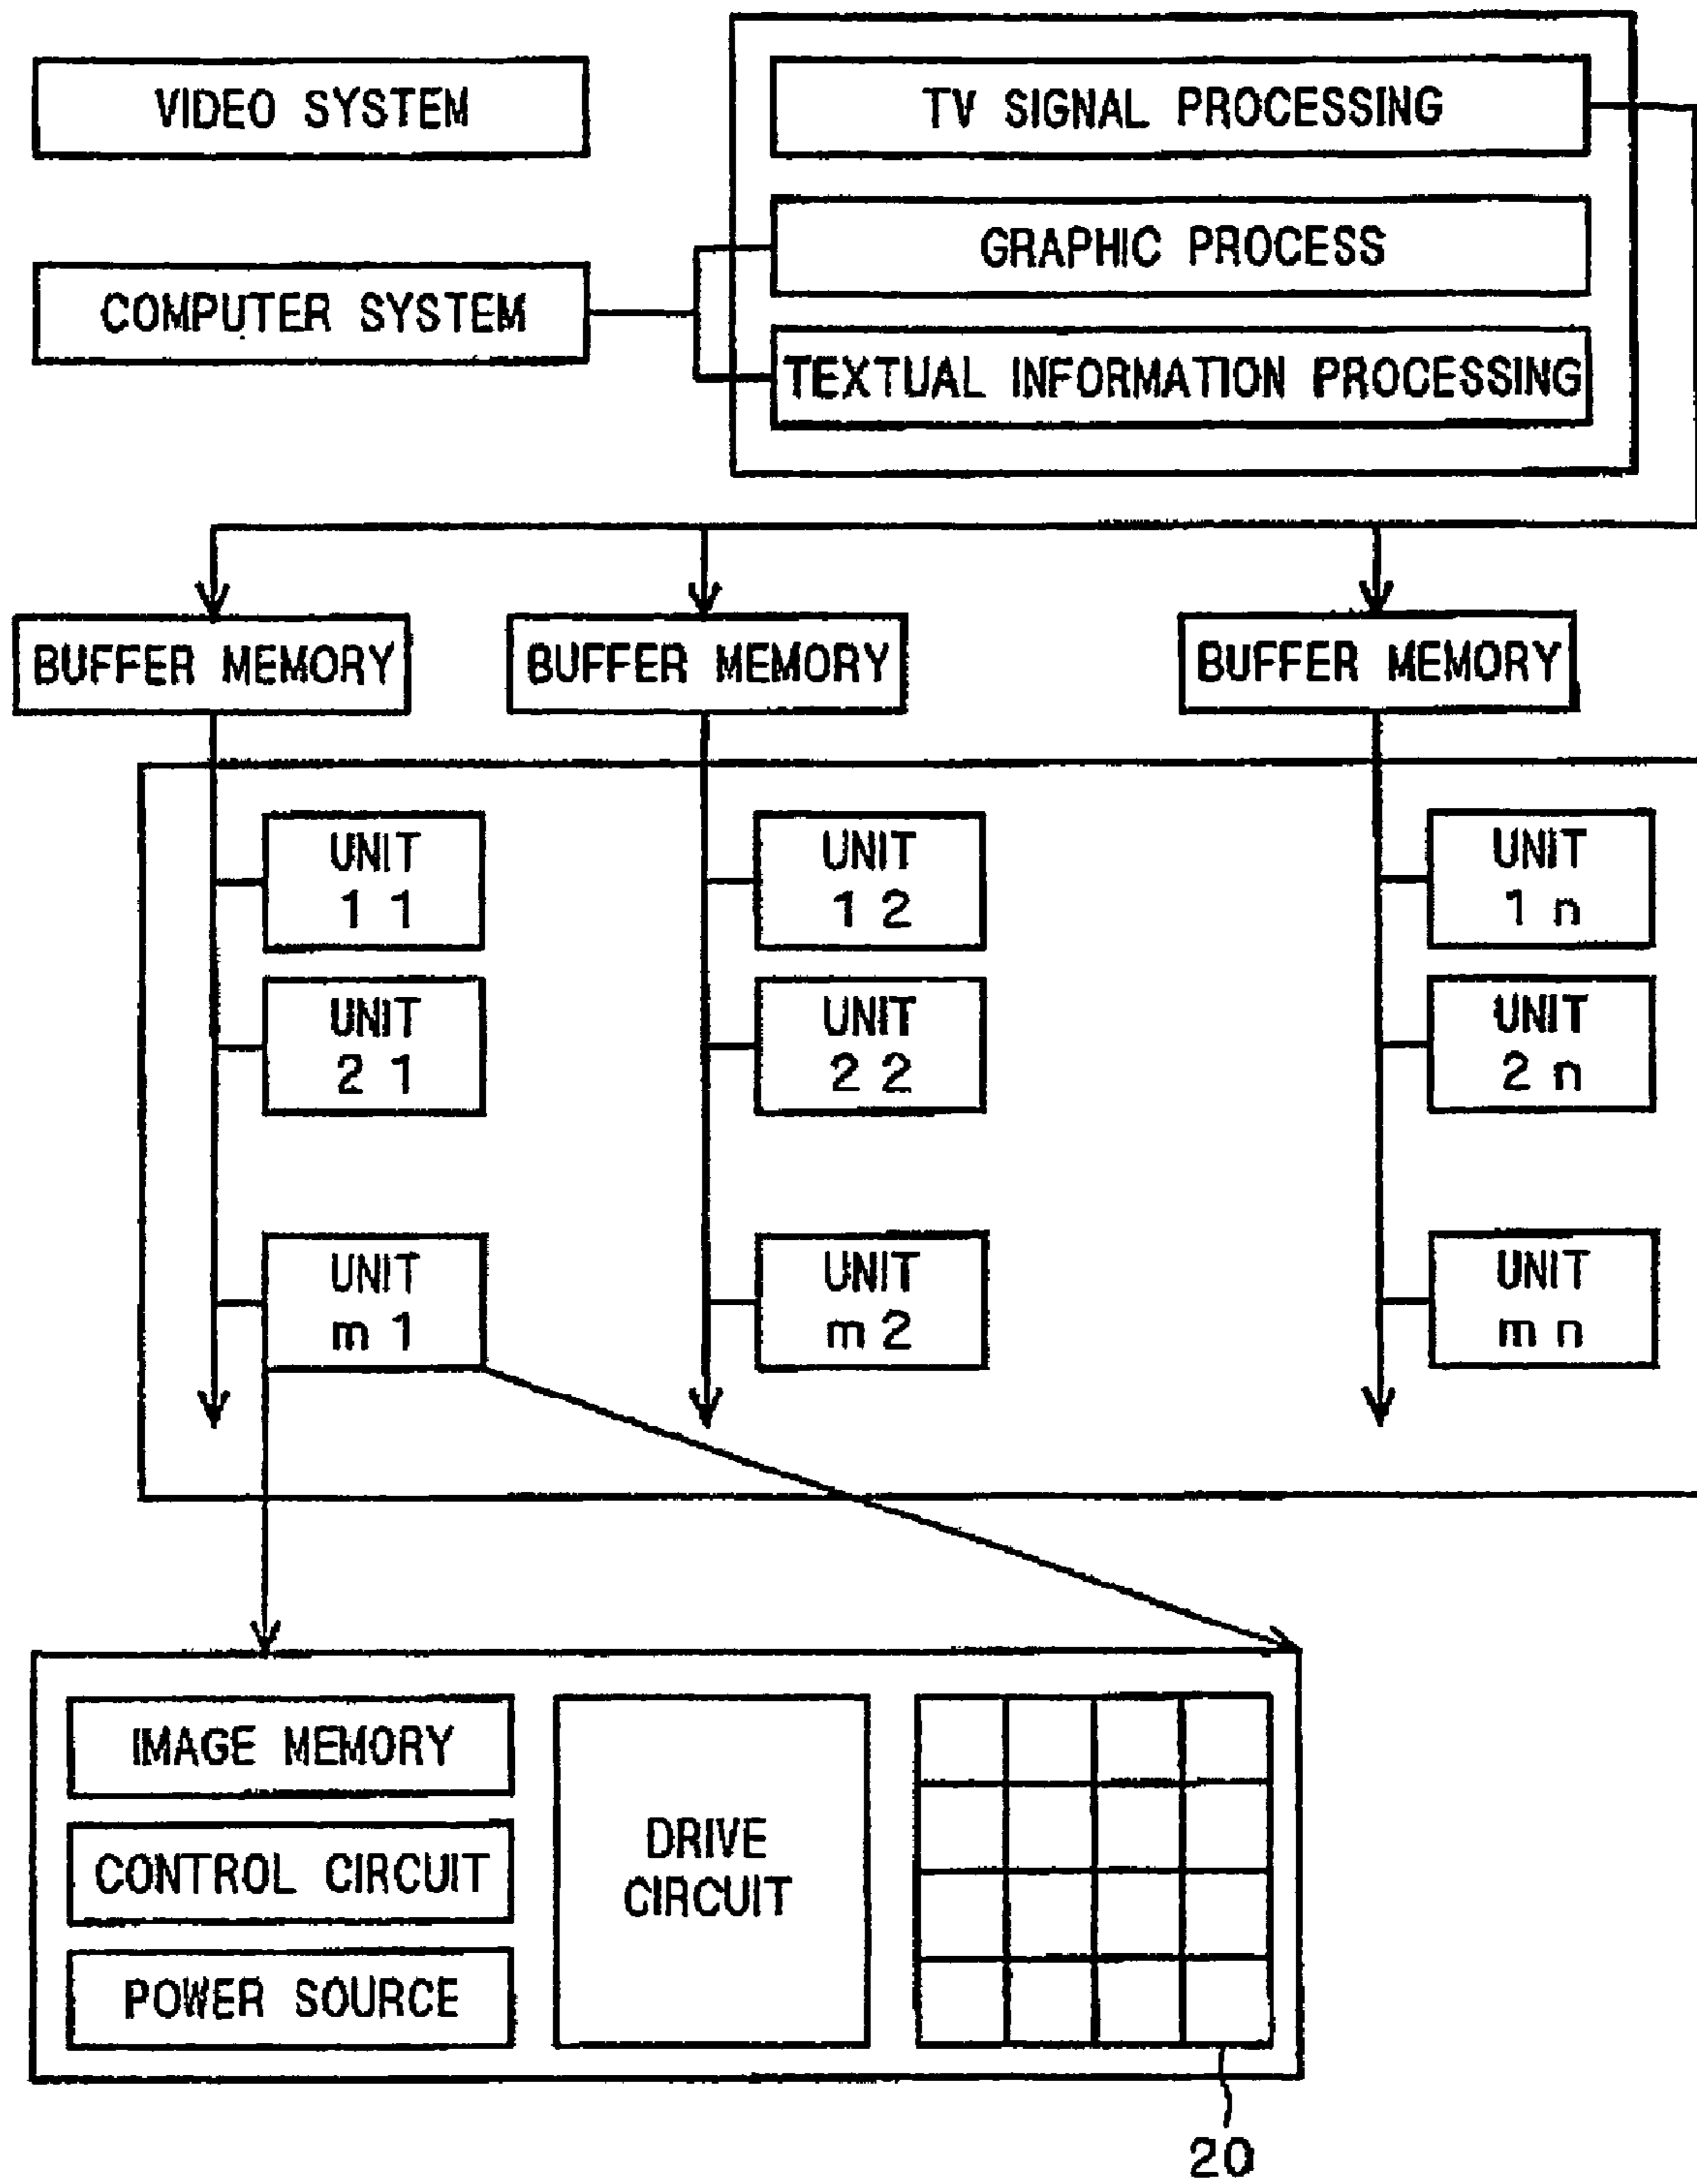 VIDEO SYSTEM
TV SIGNAL PROCESSING
GRAPHIC PROCESS
COMPUTER SYSTEM
TEXTUAL INFORMATION PROCESSING
BUFFER MEMORY
BUFFER MEMORY
BUFFER MEMORY
UNIT
1 1
UNIT
1 2
UNIT
1 n
UNIT
2 1
UNIT
2 2
UNIT
2 n
UNIT
m 1
UNIT
m 2
UNIT
m n
IMAGE MEMORY
CONTROL CIRCUIT
POWER SOURCE
DRIVE
CIRCUIT
20